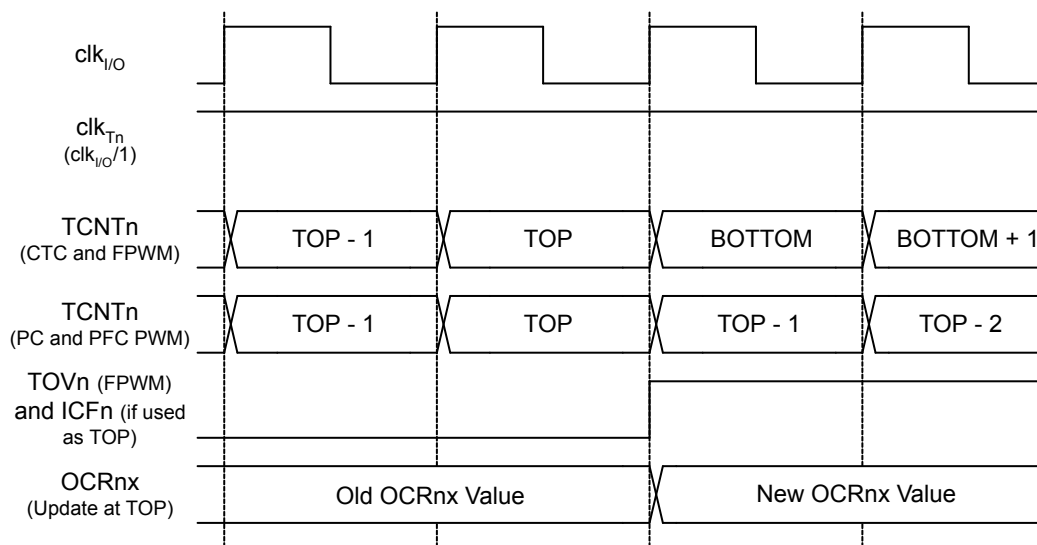 clkI/O
clkTn
(clkI/O/1)
TCNTn
(CTC and FPWM)
TOP - 1
TOP
BOTTOM
BOTTOM + 1
TCNTn
(PC and PFC PWM)
TOP - 1
TOP
TOP - 1
TOP - 2
TOVn (FPWM)
and ICFn (if used
as TOP)
OCRnx
(Update at TOP)
Old OCRnx Value
New OCRnx Value